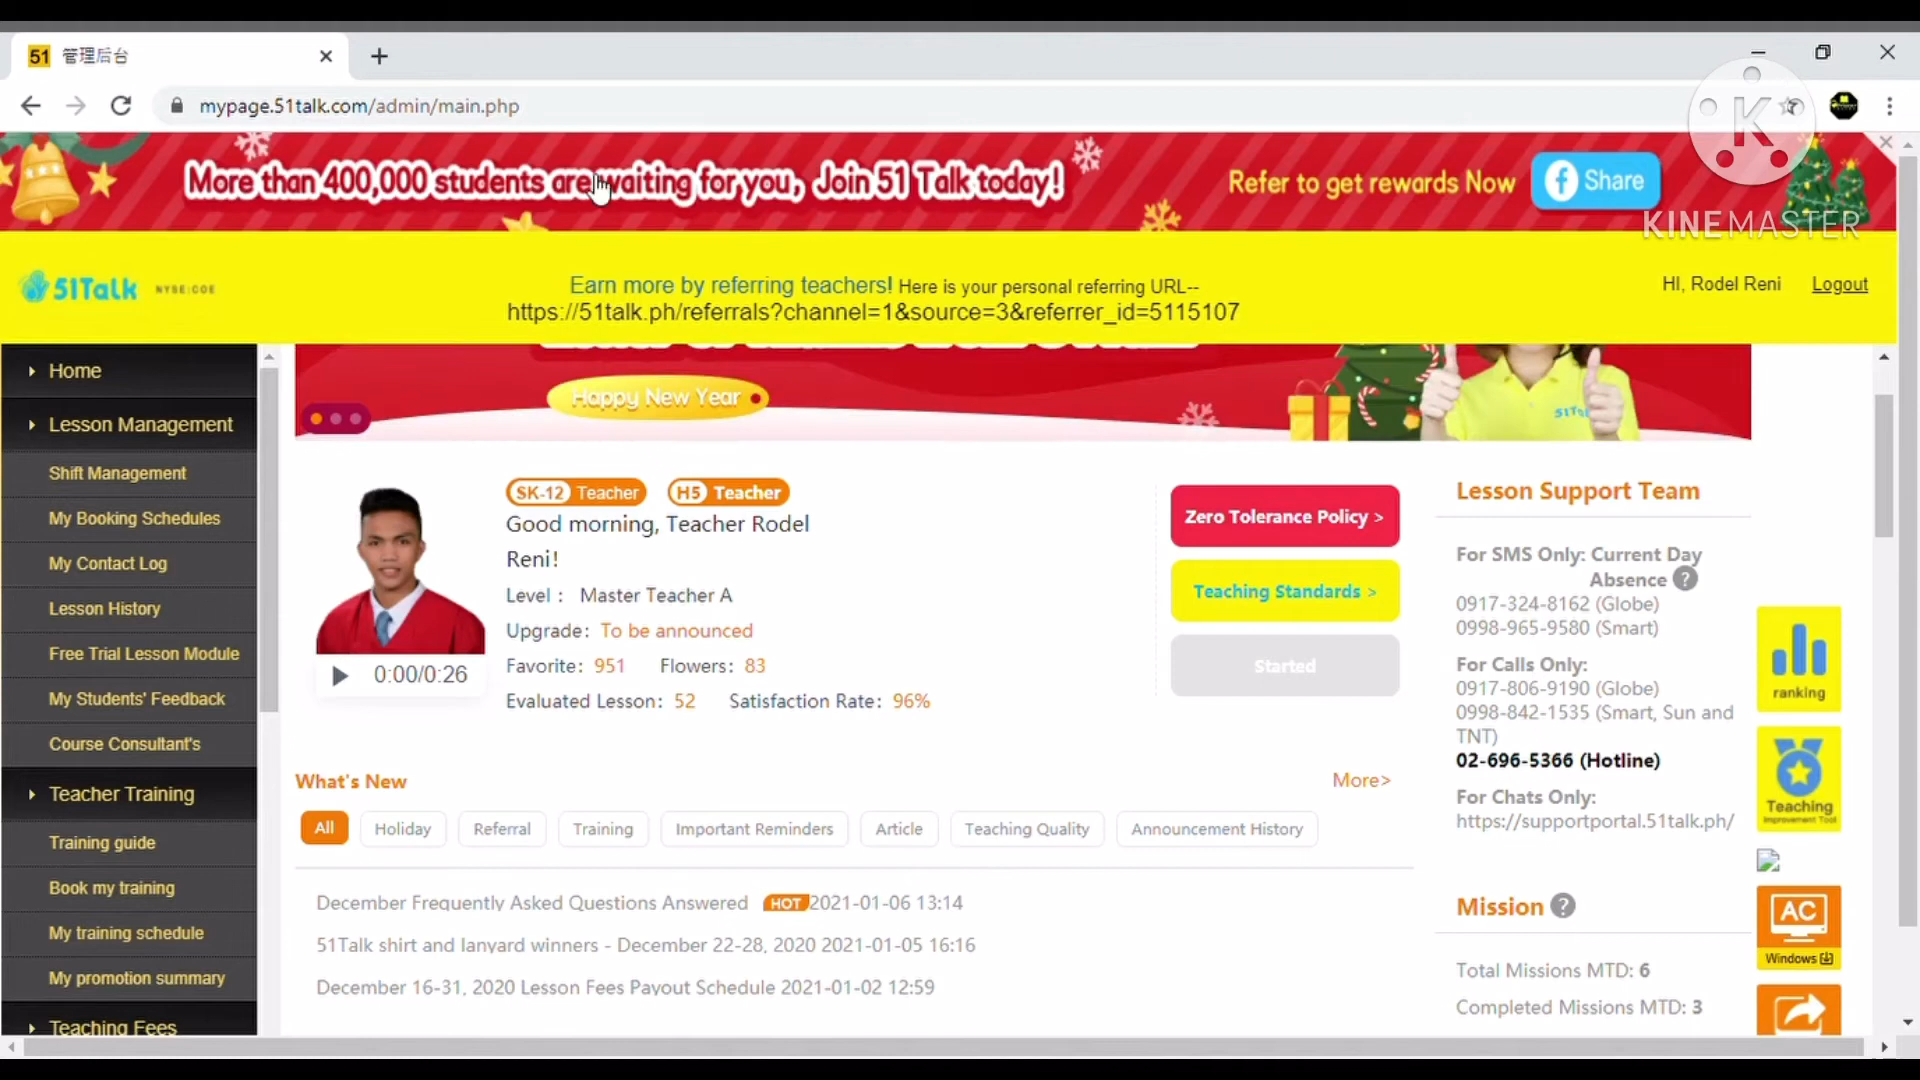 51 管理后台
mypage.51talk.com/admin/main.php
More than 400,000 students are waiting for you, Join 51 Talk today!
Refer to get rewards Now
Share
K
KINEMASTER
51Talk NYSE:COE
Earn more by referring teachers! Here is your personal referring URL--
https://51talk.ph/referrals?channel=1&source=3&referrer_id=5115107
HI, Rodel Reni Logout
Home
Lesson Management
Shift Management
My Booking Schedules
My Contact Log
Lesson History
Free Trial Lesson Module
My Students' Feedback
Course Consultant's
Teacher Training
Training guide
Book my training
My training schedule
My promotion summary
Teaching Fees
Happy New Year
SK-12 Teacher H5 Teacher
Good morning, Teacher Rodel
Reni!
Level : Master Teacher A
Upgrade: To be announced
Favorite: 951 Flowers: 83
Evaluated Lesson: 52 Satisfaction Rate: 96%
0:00/0:26
Zero Tolerance Policy >
Teaching Standards >
Started
What's New
More>
All Holiday Referral Training Important Reminders Article Teaching Quality Announcement History
December Frequently Asked Questions Answered HOT 2021-01-06 13:14
51Talk shirt and lanyard winners - December 22-28, 2020 2021-01-05 16:16
December 16-31, 2020 Lesson Fees Payout Schedule 2021-01-02 12:59
Lesson Support Team
For SMS Only: Current Day
Absence ?
0917-324-8162 (Globe)
0998-965-9580 (Smart)
For Calls Only:
0917-806-9190 (Globe)
0998-842-1535 (Smart, Sun and
TNT)
02-696-5366 (Hotline)
For Chats Only:
https://supportportal.51talk.ph/
Mission ?
Total Missions MTD: 6
Completed Missions MTD: 3
ranking
Teaching
Improvement Tool
AC
Windows